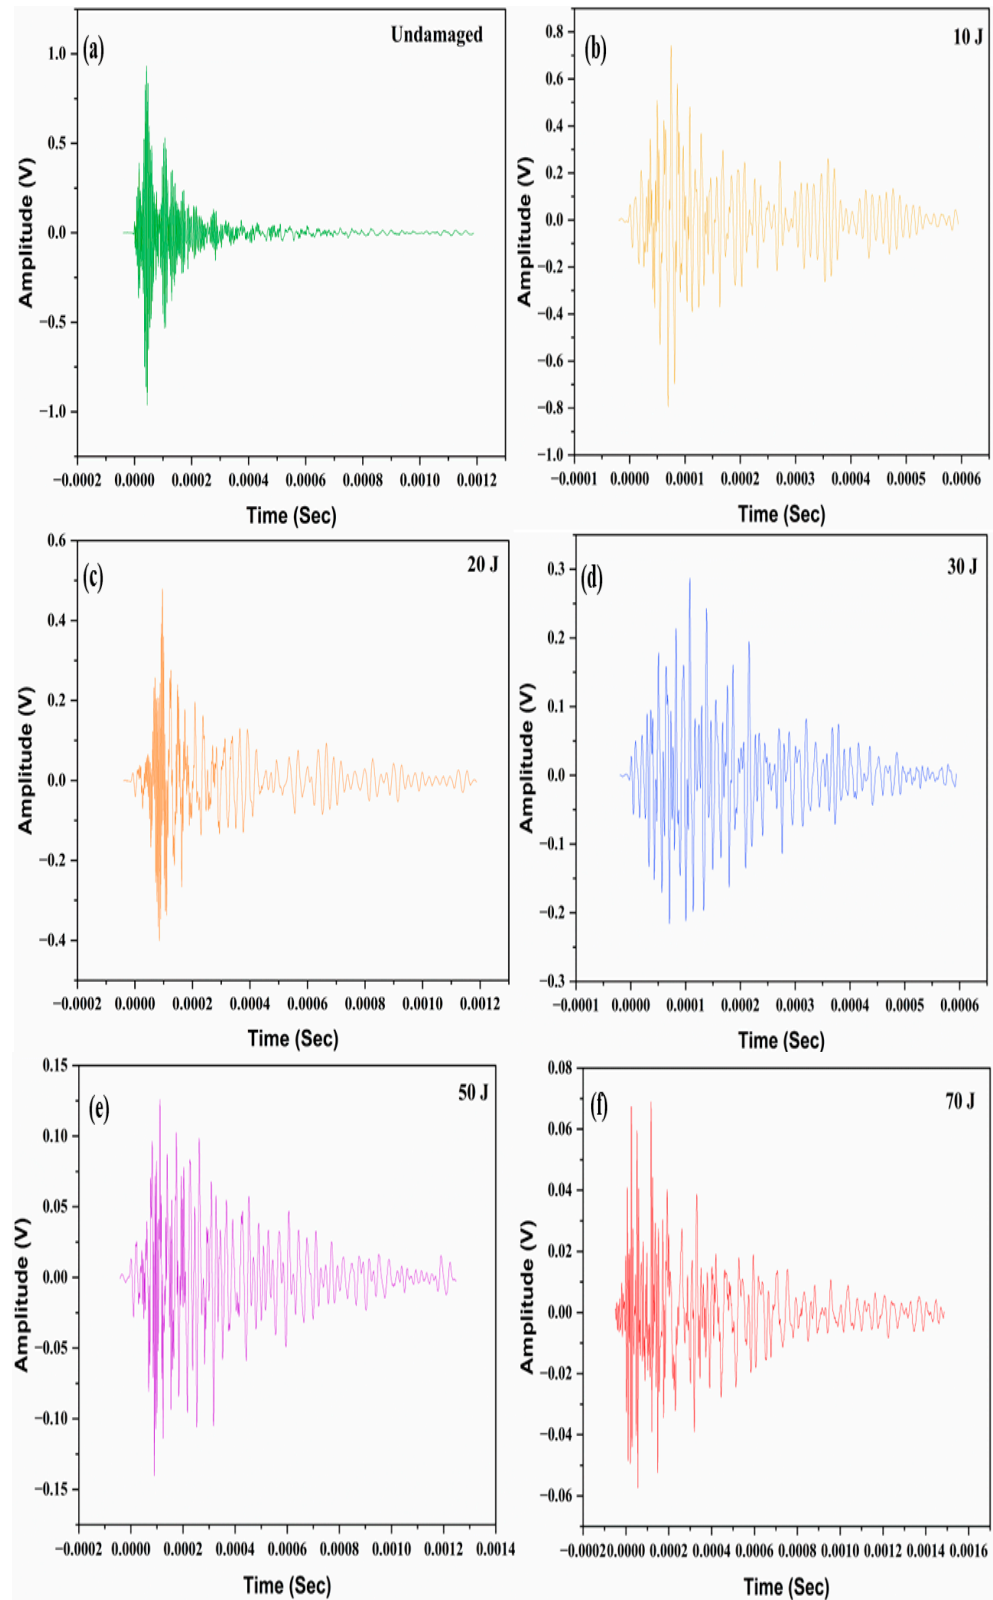 (a)
Undamaged
Amplitude (V)
1.0
0.5
0.0
−0.5
−1.0
−0.0002 0.0000 0.0002 0.0004 0.0006 0.0008 0.0010 0.0012
Time (Sec)
(b)
10 J
Amplitude (V)
0.8
0.6
0.4
0.2
0.0
−0.2
−0.4
−0.6
−0.8
−1.0
−0.0001 0.0000 0.0001 0.0002 0.0003 0.0004 0.0005 0.0006
Time (Sec)
(c)
20 J
Amplitude (V)
0.6
0.4
0.2
0.0
−0.2
−0.4
−0.0002 0.0000 0.0002 0.0004 0.0006 0.0008 0.0010 0.0012
Time (Sec)
(d)
30 J
Amplitude (V)
0.3
0.2
0.1
0.0
−0.1
−0.2
−0.3
−0.0001 0.0000 0.0001 0.0002 0.0003 0.0004 0.0005 0.0006
Time (Sec)
(e)
50 J
Amplitude (V)
0.15
0.10
0.05
0.00
−0.05
−0.10
−0.15
−0.0002 0.0000 0.0002 0.0004 0.0006 0.0008 0.0010 0.0012 0.0014
Time (Sec)
(f)
70 J
Amplitude (V)
0.08
0.06
0.04
0.02
0.00
−0.02
−0.04
−0.06
−0.0002 0.0000 0.0002 0.0004 0.0006 0.0008 0.0010 0.0012 0.0014 0.0016
Time (Sec)